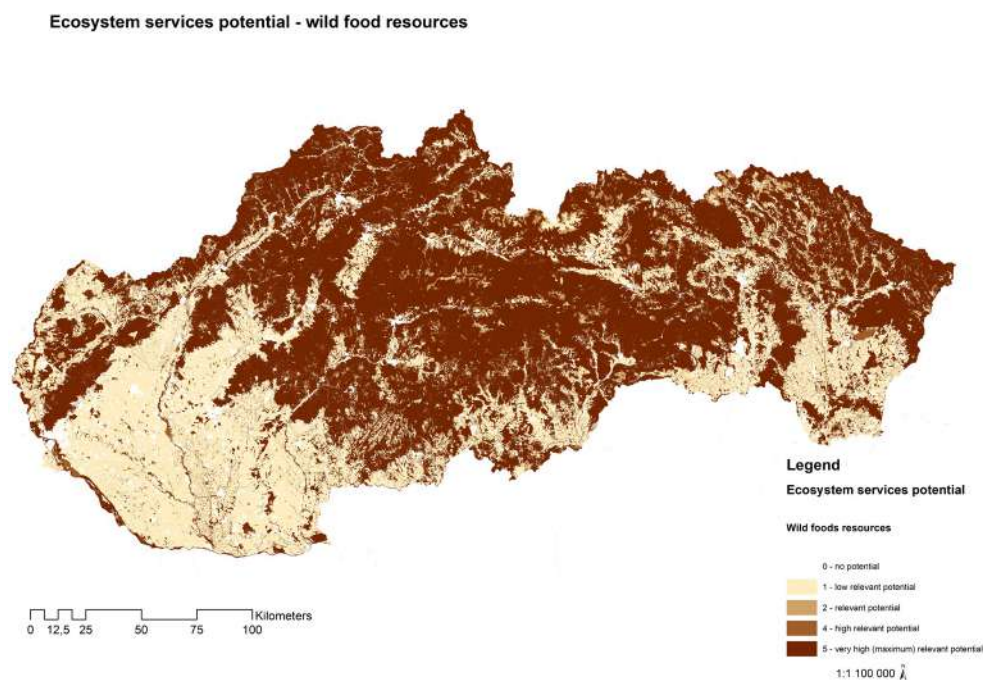 Ecosystem services potential - wild food resources
Legend
Ecosystem services potential
Wild foods resources
0 - no potential
1 - low relevant potential
2 - relevant potential
4 - high relevant potential
5 - very high (maximum) relevant potential
Kilometers
0 12,5 25 50 75 100
1:1 100 000